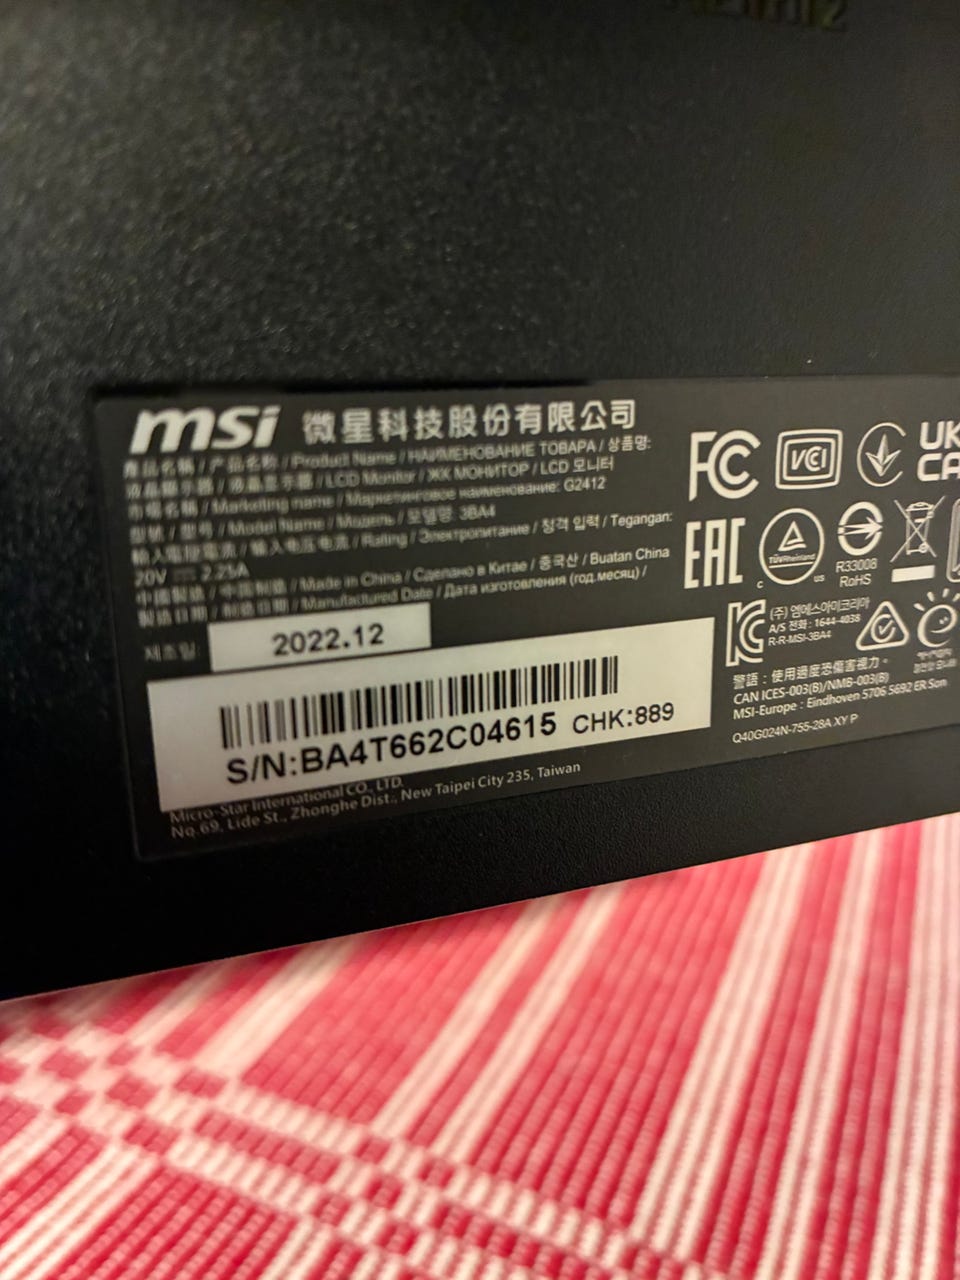 msi 微星科技股份有限公司
產品名稱 / 产品名称 / Product Name / НАИМЕНОВАНИЕ ТОВАРА / 상품명:
液晶顯示器 / 液晶显示器 / LCD Monitor / ЖК МОНИТОР / LCD 모니터
市場名稱 / Marketing name / Маркетинговое наименование: G2412
型號 / 型号 / Model Name / Модель / 모델명: 3BA4
輸入電壓電流 / 输入电压电流 / Rating / Электропитание / 정격 입력 / Tegangan:
20V ⎓ 2.25A
中國製造 / 中国制造 / Made in China / Сделано в Китае / 중국산 / Buatan China
製造日期 / 制造日期 / Manufactured Date / Дата изготовления (год.месяц) /
제조일: 2022.12
S/N:BA4T662C04615 CHK:889
Micro-Star International CO., LTD.
No.69, Lide St., Zhonghe Dist., New Taipei City 235, Taiwan
FC VCI UK
CA
EAC TÜVRheinland
c us
R33008
RoHS
(주) 엠에스아이코리아
A/S 전화 : 1644-4038
R-R-MSI-3BA4
警語：使用過度恐傷害視力。
CAN ICES-003(B)/NMB-003(B)
MSI-Europe : Eindhoven 5706 5692 ER Son
Q40G024N-755-28A XY P